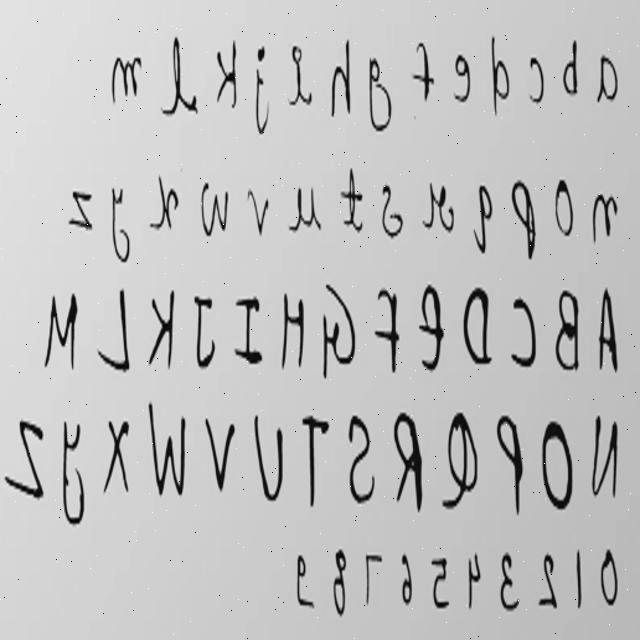 a b c d e f g h i j k l m
n o p q r s t u v w x y z
A B C D E F G H I J K L M
N O P Q R S T U V W X Y Z
0 1 2 3 4 5 6 7 8 9